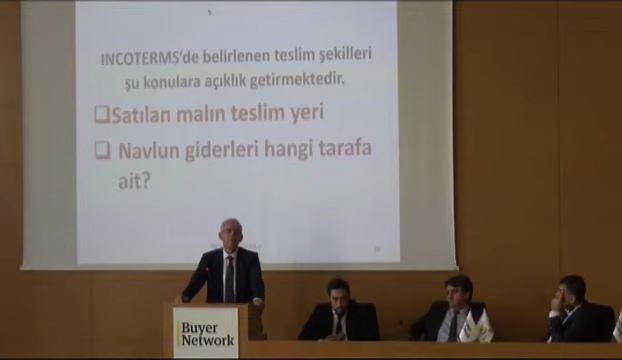 INCOTERMS'de belirlenen teslim şekilleri
şu konulara açıklık getirmektedir.
Satılan malın teslim yeri
Navlun giderleri hangi tarafa
ait?
Buyer
Network